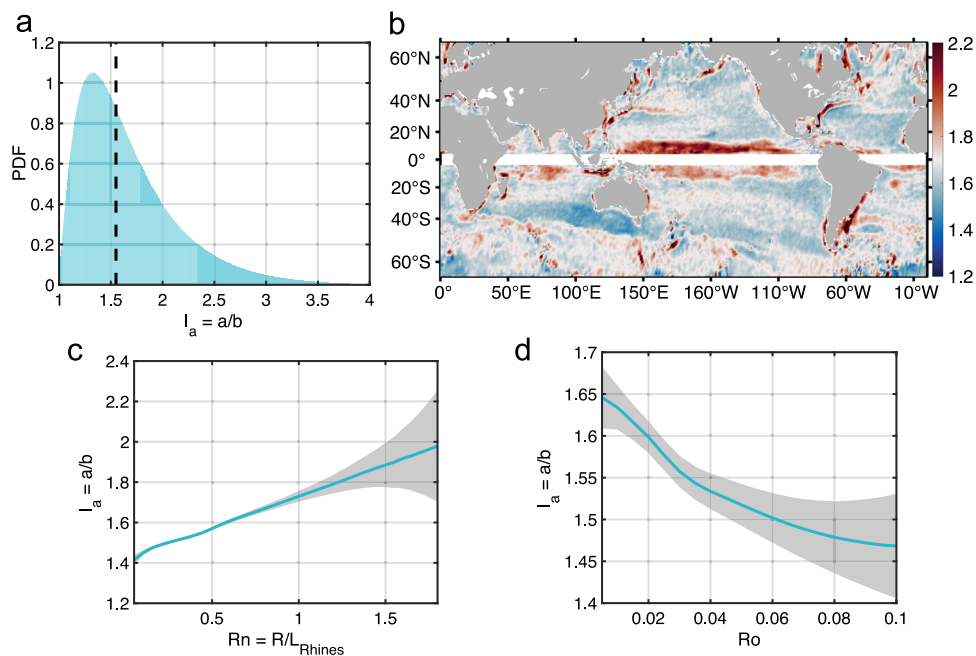 a
PDF
1.2
1
0.8
0.6
0.4
0.2
0
1
1.5
2
2.5
3
3.5
4
I_a = a/b
b
60°N
40°N
20°N
0°
20°S
40°S
60°S
0°E
50°E
100°E
150°E
160°W
110°W
60°W
10°W
2.2
2
1.8
1.6
1.4
1.2
c
I_a = a/b
2.4
2.2
2
1.8
1.6
1.4
1.2
0.5
1
1.5
Rn = R/L_Rhines
d
I_a = a/b
1.7
1.65
1.6
1.55
1.5
1.45
1.4
0.02
0.04
0.06
0.08
0.1
Ro